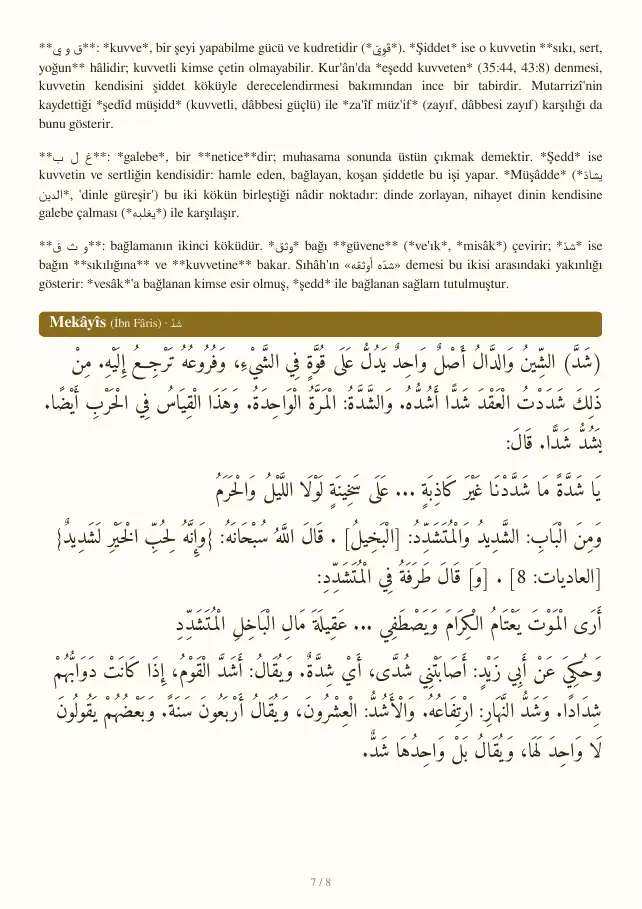 **ق و ي**: *kuvve*, bir şeyi yapabilme gücü ve kudretidir (*قَوِيّ*). *Şiddet* ise o kuvvetin **sıkı, sert,
yoğun** hâlidir; kuvvetli kimse çetin olmayabilir. Kur'ân'da *eşedd kuvveten* (35:44, 43:8) denmesi,
kuvvetin kendisini şiddet köküyle derecelendirmesi bakımından ince bir tabirdir. Mutarrizî'nin
kaydettiği *şedîd müşidd* (kuvvetli, dâbbesi güçlü) ile *za'îf müz'if* (zayıf, dâbbesi zayıf) karşılığı da
bunu gösterir.
**غ ل ب**: *galebe*, bir **netice**dir; muhasama sonunda üstün çıkmak demektir. *Şedd* ise
kuvvetin ve sertliğin kendisidir: hamle eden, bağlayan, koşan şiddetle bu işi yapar. *Müşâdde* (*يشادّ
الدين*, 'dinle güreşir') bu iki kökün birleştiği nâdir noktadır: dinde zorlayan, nihayet dinin kendisine
galebe çalması (*يغلبه*) ile karşılaşır.
**و ث ق**: bağlamanın ikinci köküdür. *وثق* bağı **güvene** (*ve'ık*, *misâk*) çevirir; *شدّ* ise
bağın **sıkılığına** ve **kuvvetine** bakar. Sıhâh'ın «شدّه أوثقه» demesi bu ikisi arasındaki yakınlığı
gösterir: *vesâk*'a bağlanan kimse esir olmuş, *şedd* ile bağlanan sağlam tutulmuştur.
Mekâyîs (İbn Fâris) · شدّ
(شَدَّ) الشِّينُ وَالدَّالُ أَصْلٌ وَاحِدٌ يَدُلُّ عَلَى قُوَّةٍ فِي الشَّيْءِ، وَفُرُوعُهُ تَرْجِعُ إِلَيْهِ. مِنْ
ذَلِكَ شَدَدْتُ الْعَقْدَ شَدًّا أَشُدُّهُ. وَالشَّدَّةُ: الْمَرَّةُ الْوَاحِدَةُ. وَهَذَا الْقِيَاسُ فِي الْحَرْبِ أَيْضًا.
يَشُدُّ شَدًّا. قَالَ:
يَا شَدَّةً مَا شَدَّدْنَا غَيْرَ كَاذِبَةٍ ... عَلَى سَخِينَةٍ لَوْلَا اللَّيْلُ وَالْحَرَمُ
وَمِنَ الْبَابِ: الشَّدِيدُ وَالْمُتَشَدِّدُ: [الْبَخِيلُ] . قَالَ اللَّهُ سُبْحَانَهُ: {وَإِنَّهُ لِحُبِّ الْخَيْرِ لَشَدِيدٌ}
[العاديات: 8] . [وَ] قَالَ طَرَفَةُ فِي الْمُتَشَدِّدِ:
أَرَى الْمَوْتَ يَعْتَامُ الْكِرَامَ وَيَصْطَفِي ... عَقِيلَةَ مَالِ الْبَاخِلِ الْمُتَشَدِّدِ
وَحُكِيَ عَنْ أَبِي زَيْدٍ: أَصَابَتْنِي شُدَّى، أَيْ شِدَّةٌ. وَيُقَالُ: أَشَدَّ الْقَوْمُ، إِذَا كَانَتْ دَوَابُّهُمْ
شِدَادًا. وَشَدُّ النَّهَارِ: ارْتِفَاعُهُ. وَالْأَشُدُّ: الْعِشْرُونَ، وَيُقَالُ أَرْبَعُونَ سَنَةً. وَبَعْضُهُمْ يَقُولُونَ
لَا وَاحِدَ لَهَا، وَيُقَالُ بَلْ وَاحِدُهَا شَدٌّ.
7 / 8